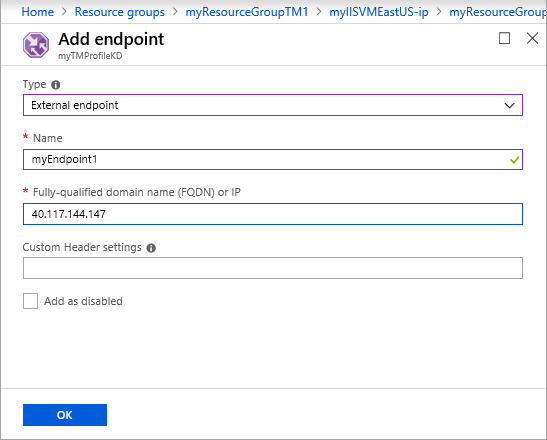 Home > Resource groups > myResourceGroupTM1 > myIISVMEastUS-ip > myResourceGroup
Add endpoint
myTMProfileKD
Type
External endpoint
* Name
myEndpoint1
* Fully-qualified domain name (FQDN) or IP
40.117.144.147
Custom Header settings
Add as disabled
OK